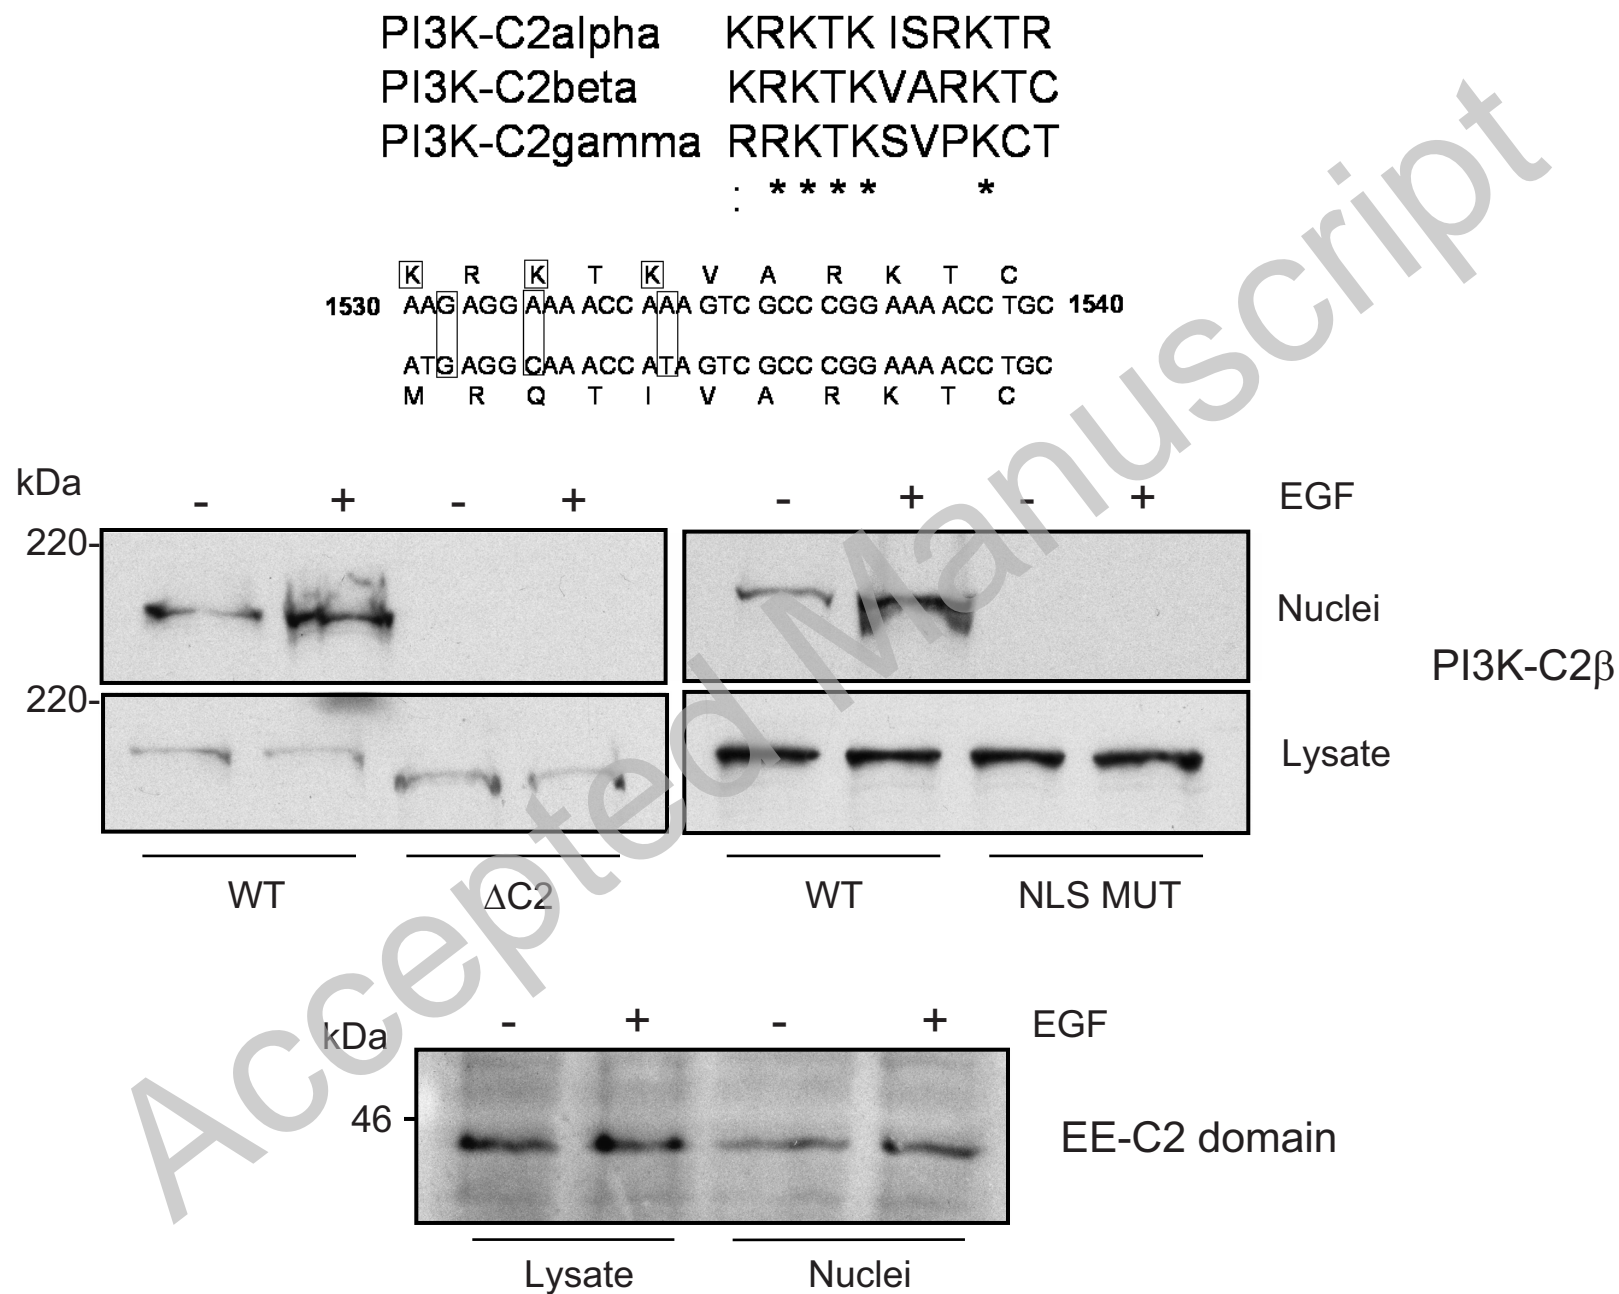 PI3K-C2alpha KRKTK ISRKTR
PI3K-C2beta KRKTKVARKTC
PI3K-C2gamma RRKTKSVPKCT
: * * * * *
K R K T K V A R K T C
1530 AAG AGG AAA ACC AAA GTC GCC CGG AAA ACC TGC 1540
ATG AGG CAA ACC ATA GTC GCC CGG AAA ACC TGC
M R Q T I V A R K T C
kDa - + - + - + - + EGF
220-
Nuclei
PI3K-C2β
220-
Lysate
WT ΔC2 WT NLS MUT
kDa - + - + EGF
46 -
EE-C2 domain
Lysate Nuclei
Accepted Manuscript